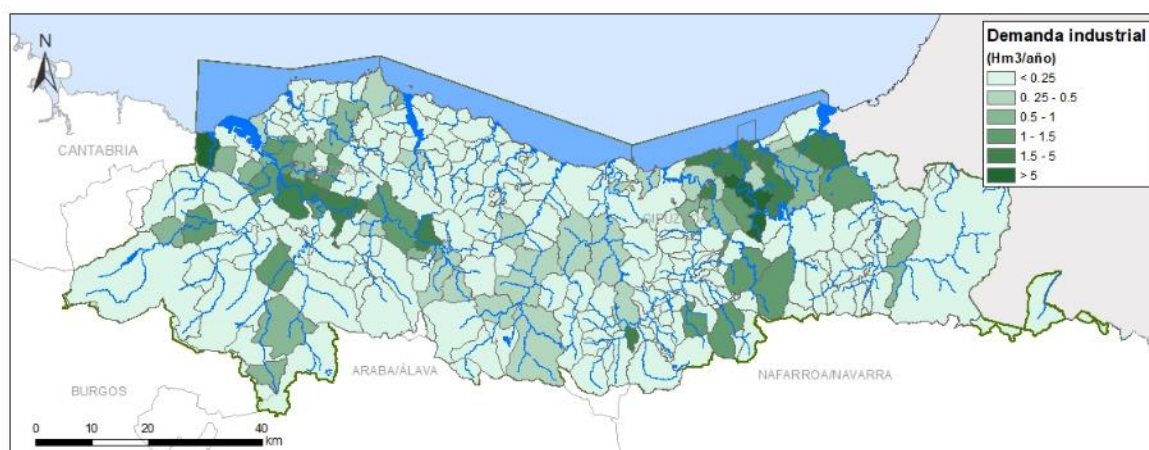 Demanda industrial
(Hm3/año)
< 0.25
0. 25 - 0.5
0.5 - 1
1 - 1.5
1.5 - 5
> 5
N
CANTABRIA
ARABA/ÁLAVA
NAFARROA/NAVARRA
BURGOS
0 10 20 40
km